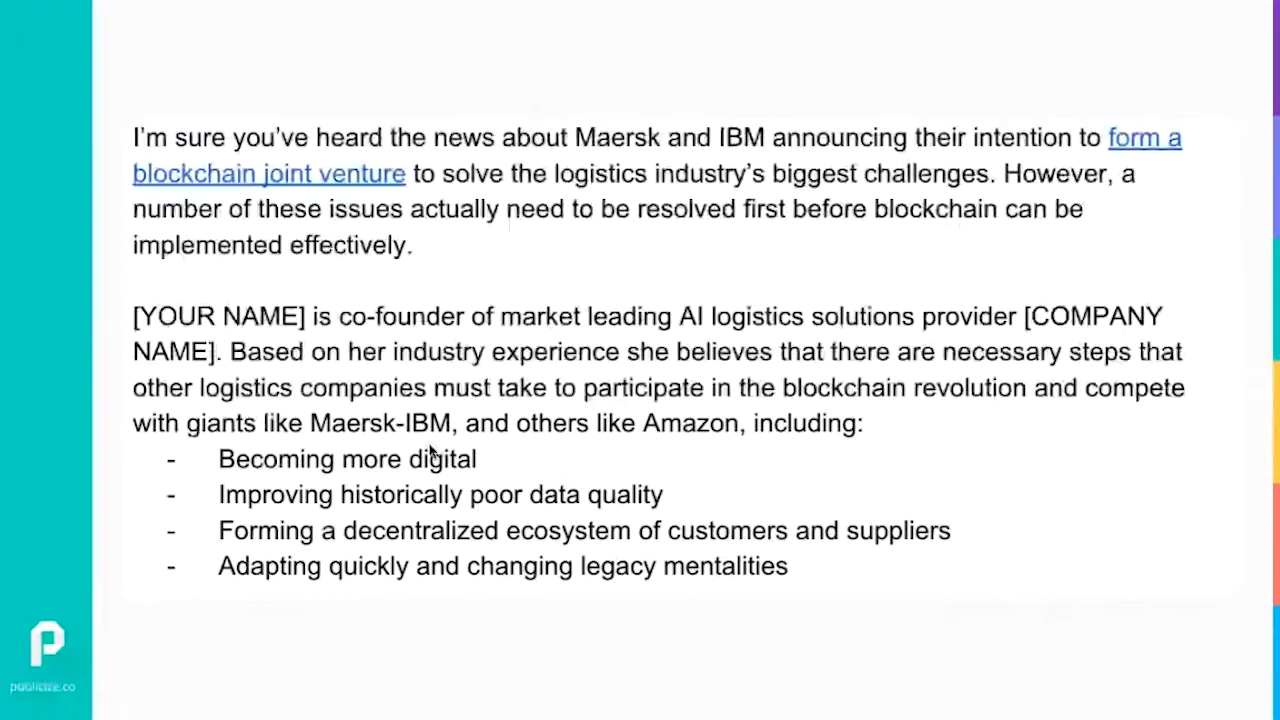 I’m sure you’ve heard the news about Maersk and IBM announcing their intention to form a
blockchain joint venture to solve the logistics industry’s biggest challenges. However, a
number of these issues actually need to be resolved first before blockchain can be
implemented effectively.
[YOUR NAME] is co-founder of market leading AI logistics solutions provider [COMPANY
NAME]. Based on her industry experience she believes that there are necessary steps that
other logistics companies must take to participate in the blockchain revolution and compete
with giants like Maersk-IBM, and others like Amazon, including:
- Becoming more digital
- Improving historically poor data quality
- Forming a decentralized ecosystem of customers and suppliers
- Adapting quickly and changing legacy mentalities
publicize.co